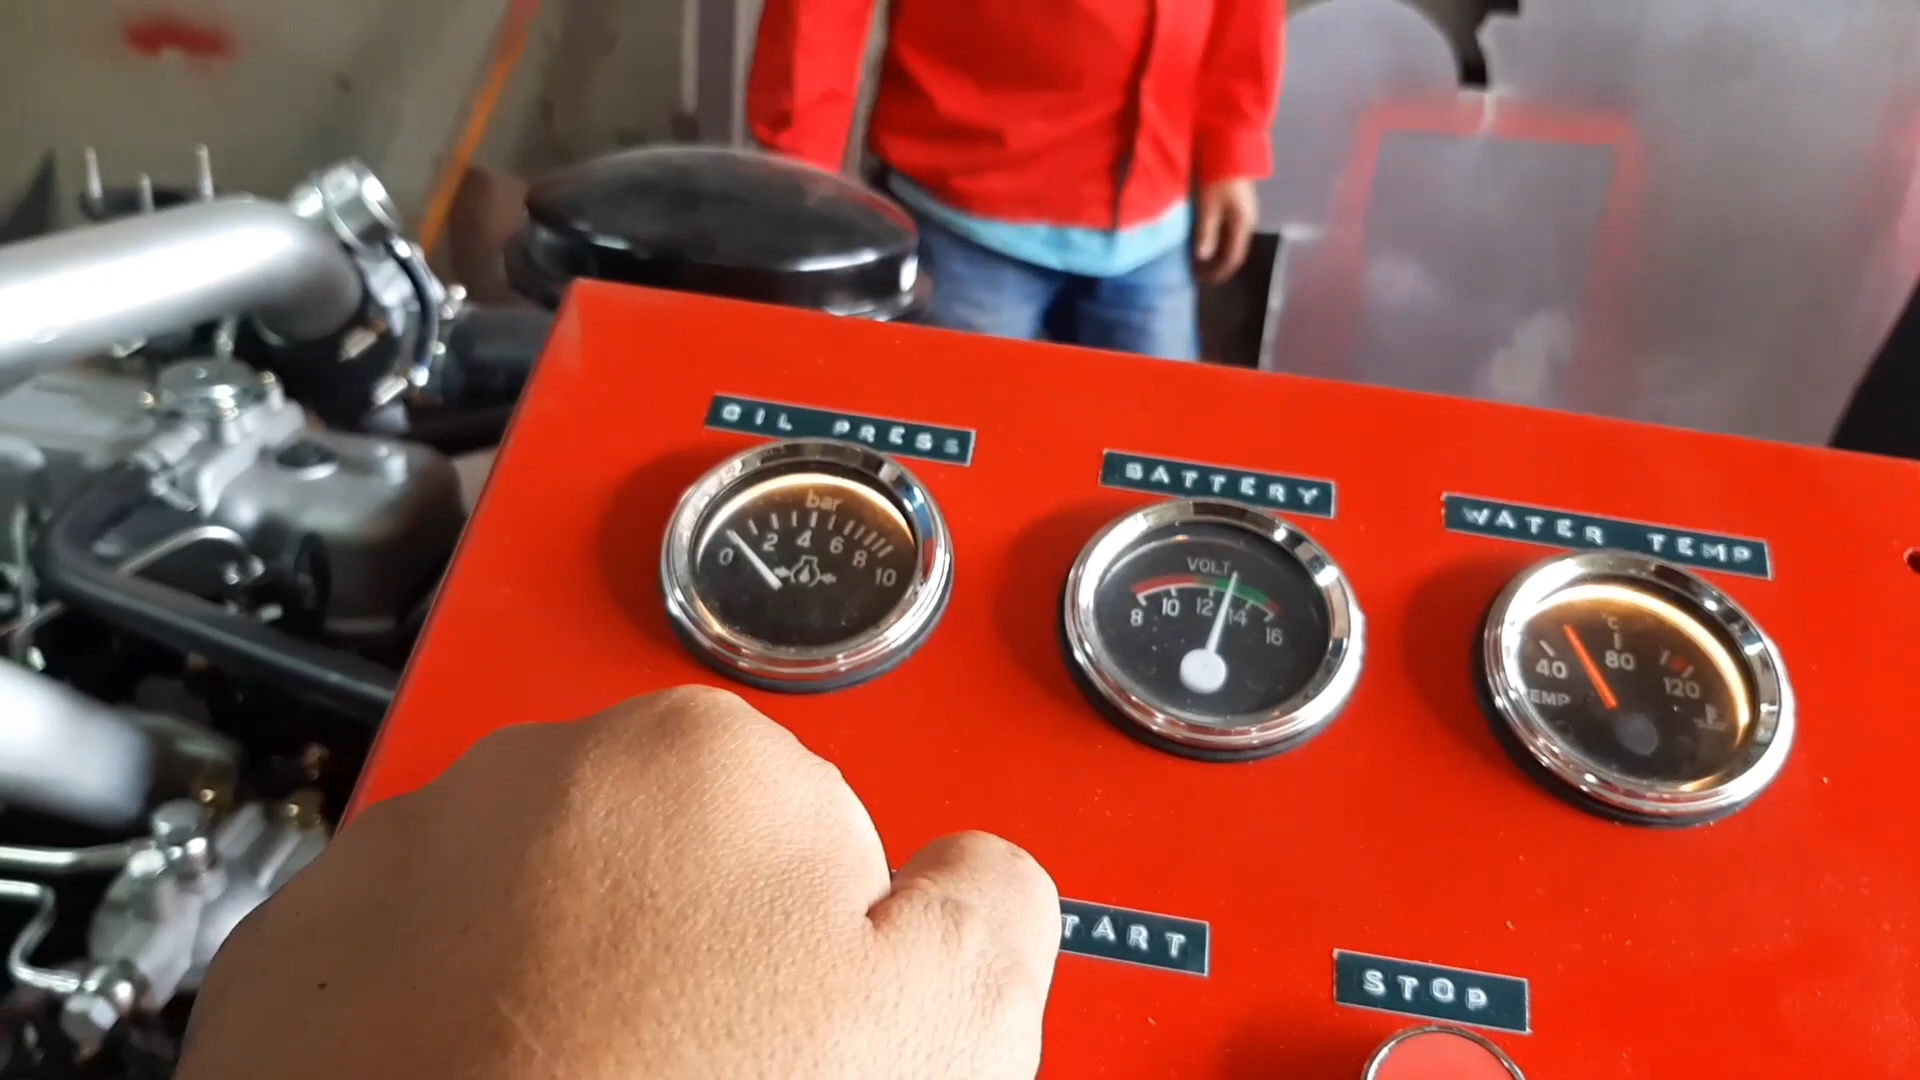 OIL PRESS
bar
0 2 4 6 8 10
BATTERY
VOLT
8 10 12 14 16
WATER TEMP
°C
40 80 120
TEMP
TART
STOP